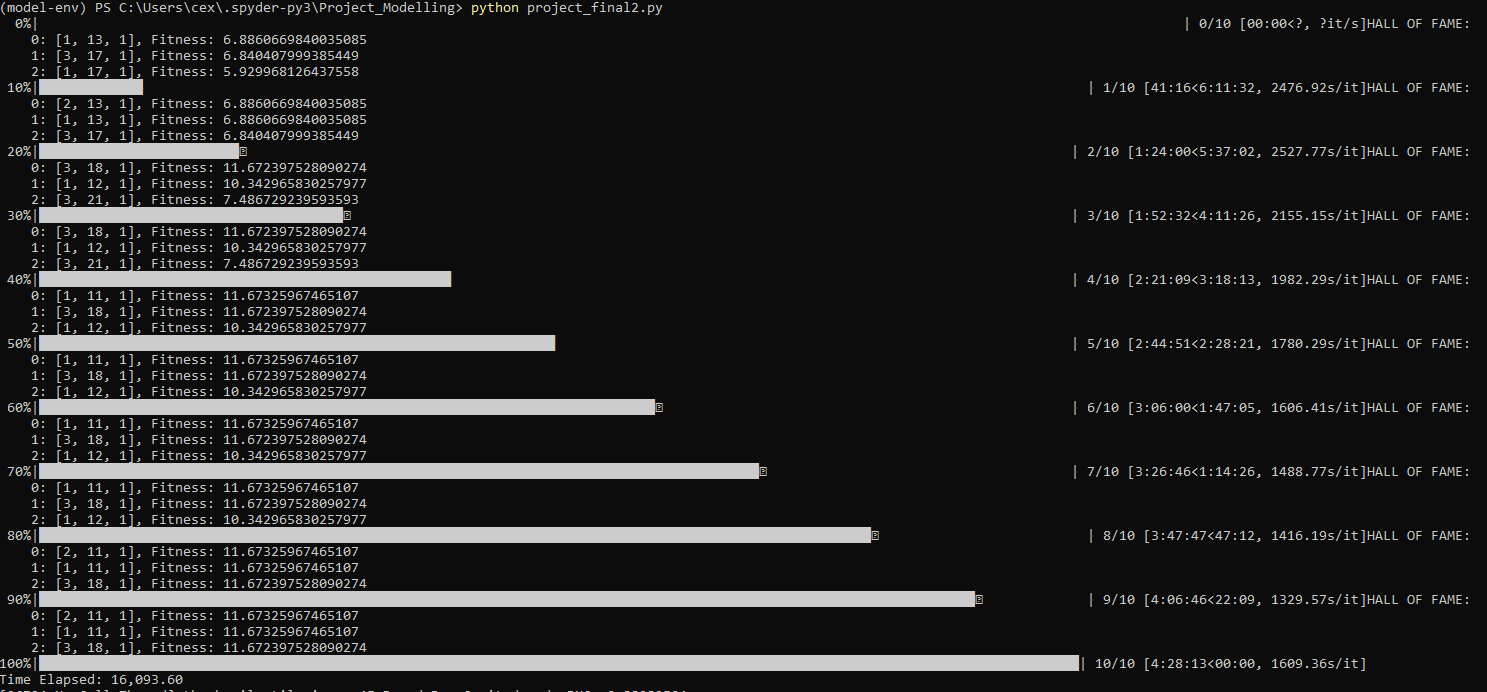 (model-env) PS C:\Users\cex\.spyder-py3\Project_Modelling> python project_final2.py
0%| | 0/10 [00:00<?, ?it/s]HALL OF FAME:
0: [1, 13, 1], Fitness: 6.8860669840035085
1: [3, 17, 1], Fitness: 6.840407999385449
2: [1, 17, 1], Fitness: 5.929968126437558
10%| | 1/10 [41:16<6:11:32, 2476.92s/it]HALL OF FAME:
0: [2, 13, 1], Fitness: 6.8860669840035085
1: [1, 13, 1], Fitness: 6.8860669840035085
2: [3, 17, 1], Fitness: 6.840407999385449
20%| | 2/10 [1:24:00<5:37:02, 2527.77s/it]HALL OF FAME:
0: [3, 18, 1], Fitness: 11.672397528090274
1: [1, 12, 1], Fitness: 10.342965830257977
2: [3, 21, 1], Fitness: 7.486729239593593
30%| | 3/10 [1:52:32<4:11:26, 2155.15s/it]HALL OF FAME:
0: [3, 18, 1], Fitness: 11.672397528090274
1: [1, 12, 1], Fitness: 10.342965830257977
2: [3, 21, 1], Fitness: 7.486729239593593
40%| | 4/10 [2:21:09<3:18:13, 1982.29s/it]HALL OF FAME:
0: [1, 11, 1], Fitness: 11.67325967465107
1: [3, 18, 1], Fitness: 11.672397528090274
2: [1, 12, 1], Fitness: 10.342965830257977
50%| | 5/10 [2:44:51<2:28:21, 1780.29s/it]HALL OF FAME:
0: [1, 11, 1], Fitness: 11.67325967465107
1: [3, 18, 1], Fitness: 11.672397528090274
2: [1, 12, 1], Fitness: 10.342965830257977
60%| | 6/10 [3:06:00<1:47:05, 1606.41s/it]HALL OF FAME:
0: [1, 11, 1], Fitness: 11.67325967465107
1: [3, 18, 1], Fitness: 11.672397528090274
2: [1, 12, 1], Fitness: 10.342965830257977
70%| | 7/10 [3:26:46<1:14:26, 1488.77s/it]HALL OF FAME:
0: [1, 11, 1], Fitness: 11.67325967465107
1: [3, 18, 1], Fitness: 11.672397528090274
2: [1, 12, 1], Fitness: 10.342965830257977
80%| | 8/10 [3:47:47<47:12, 1416.19s/it]HALL OF FAME:
0: [2, 11, 1], Fitness: 11.67325967465107
1: [1, 11, 1], Fitness: 11.67325967465107
2: [3, 18, 1], Fitness: 11.672397528090274
90%| | 9/10 [4:06:46<22:09, 1329.57s/it]HALL OF FAME:
0: [2, 11, 1], Fitness: 11.67325967465107
1: [1, 11, 1], Fitness: 11.67325967465107
2: [3, 18, 1], Fitness: 11.672397528090274
100%| | 10/10 [4:28:13<00:00, 1609.36s/it]
Time Elapsed: 16,093.60